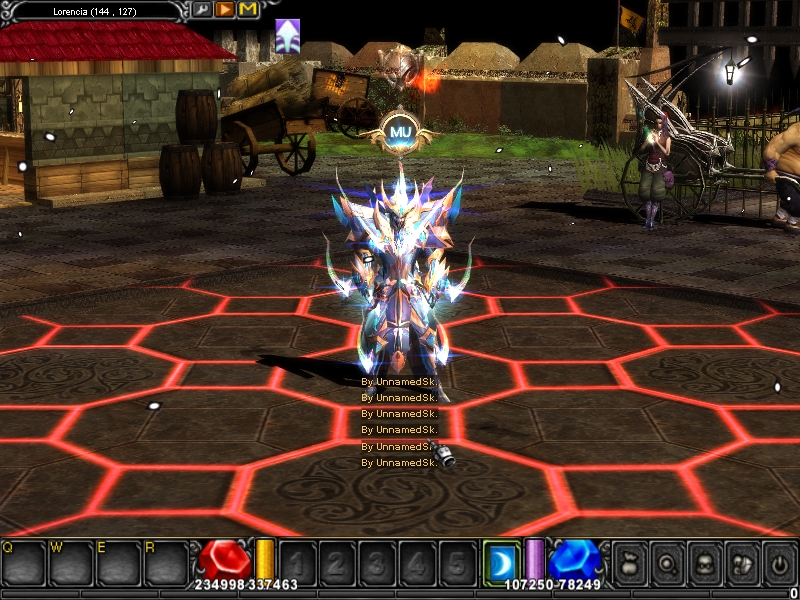 Lorencia (144 , 127)
M
MU
By UnnamedSk.
By UnnamedSk.
By UnnamedSk.
By UnnamedSk.
By UnnamedSk.
By UnnamedSk.
Q W E R 1 2 3 4 5
234998 337463 107250 78249
0